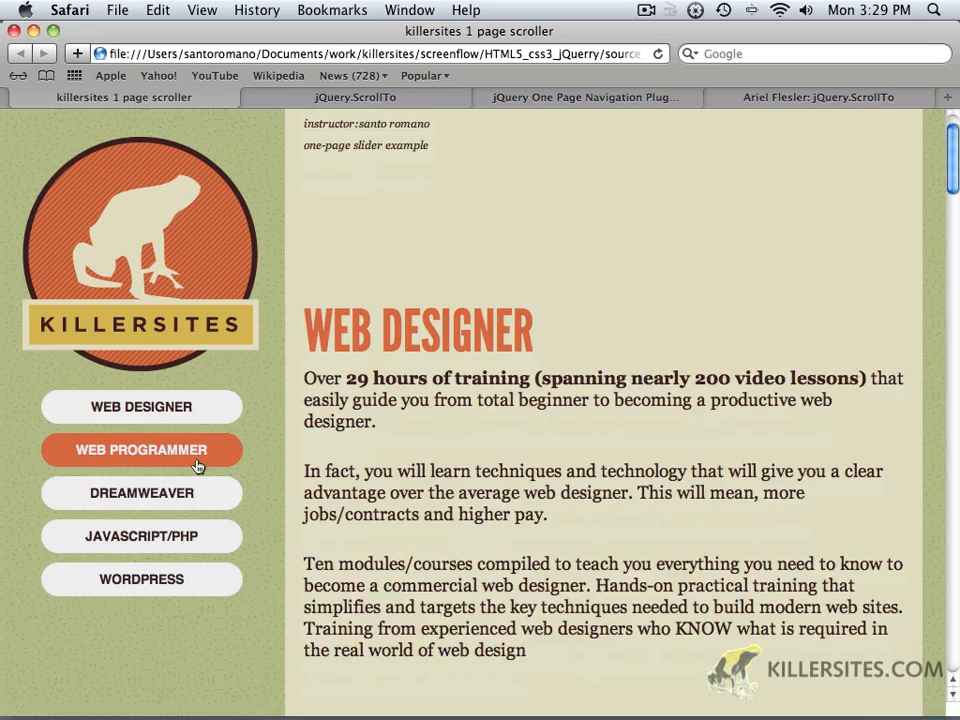 Safari File Edit View History Bookmarks Window Help Mon 3:29 PM
killersites 1 page scroller
file:///Users/santoromano/Documents/work/killersites/screenflow/HTML5_css3_jQuerry/source_ Google
Apple Yahoo! YouTube Wikipedia News (728) Popular
killersites 1 page scroller jQuery.ScrollTo jQuery One Page Navigation Plug... Ariel Flesler: jQuery.ScrollTo
instructor:santo romano
one-page slider example
KILLERSITES
WEB DESIGNER
WEB PROGRAMMER
DREAMWEAVER
JAVASCRIPT/PHP
WORDPRESS
WEB DESIGNER
Over 29 hours of training (spanning nearly 200 video lessons) that
easily guide you from total beginner to becoming a productive web
designer.
In fact, you will learn techniques and technology that will give you a clear
advantage over the average web designer. This will mean, more
jobs/contracts and higher pay.
Ten modules/courses compiled to teach you everything you need to know to
become a commercial web designer. Hands-on practical training that
simplifies and targets the key techniques needed to build modern web sites.
Training from experienced web designers who KNOW what is required in
the real world of web design
KILLERSITES.COM